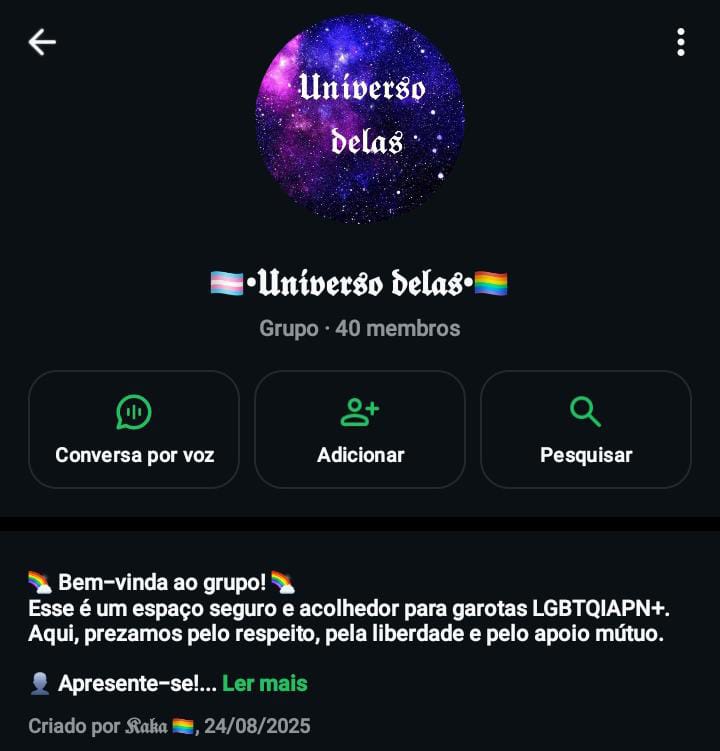 Universo
delas
🏳️‍⚧️•Universo delas•🏳️‍🌈
Grupo · 40 membros
Conversa por voz
Adicionar
Pesquisar
🌈 Bem-vinda ao grupo! 🌈
Esse é um espaço seguro e acolhedor para garotas LGBTQIAPN+.
Aqui, prezamos pelo respeito, pela liberdade e pelo apoio mútuo.
👤 Apresente-se!... Ler mais
Criado por Kaka 🏳️‍🌈, 24/08/2025